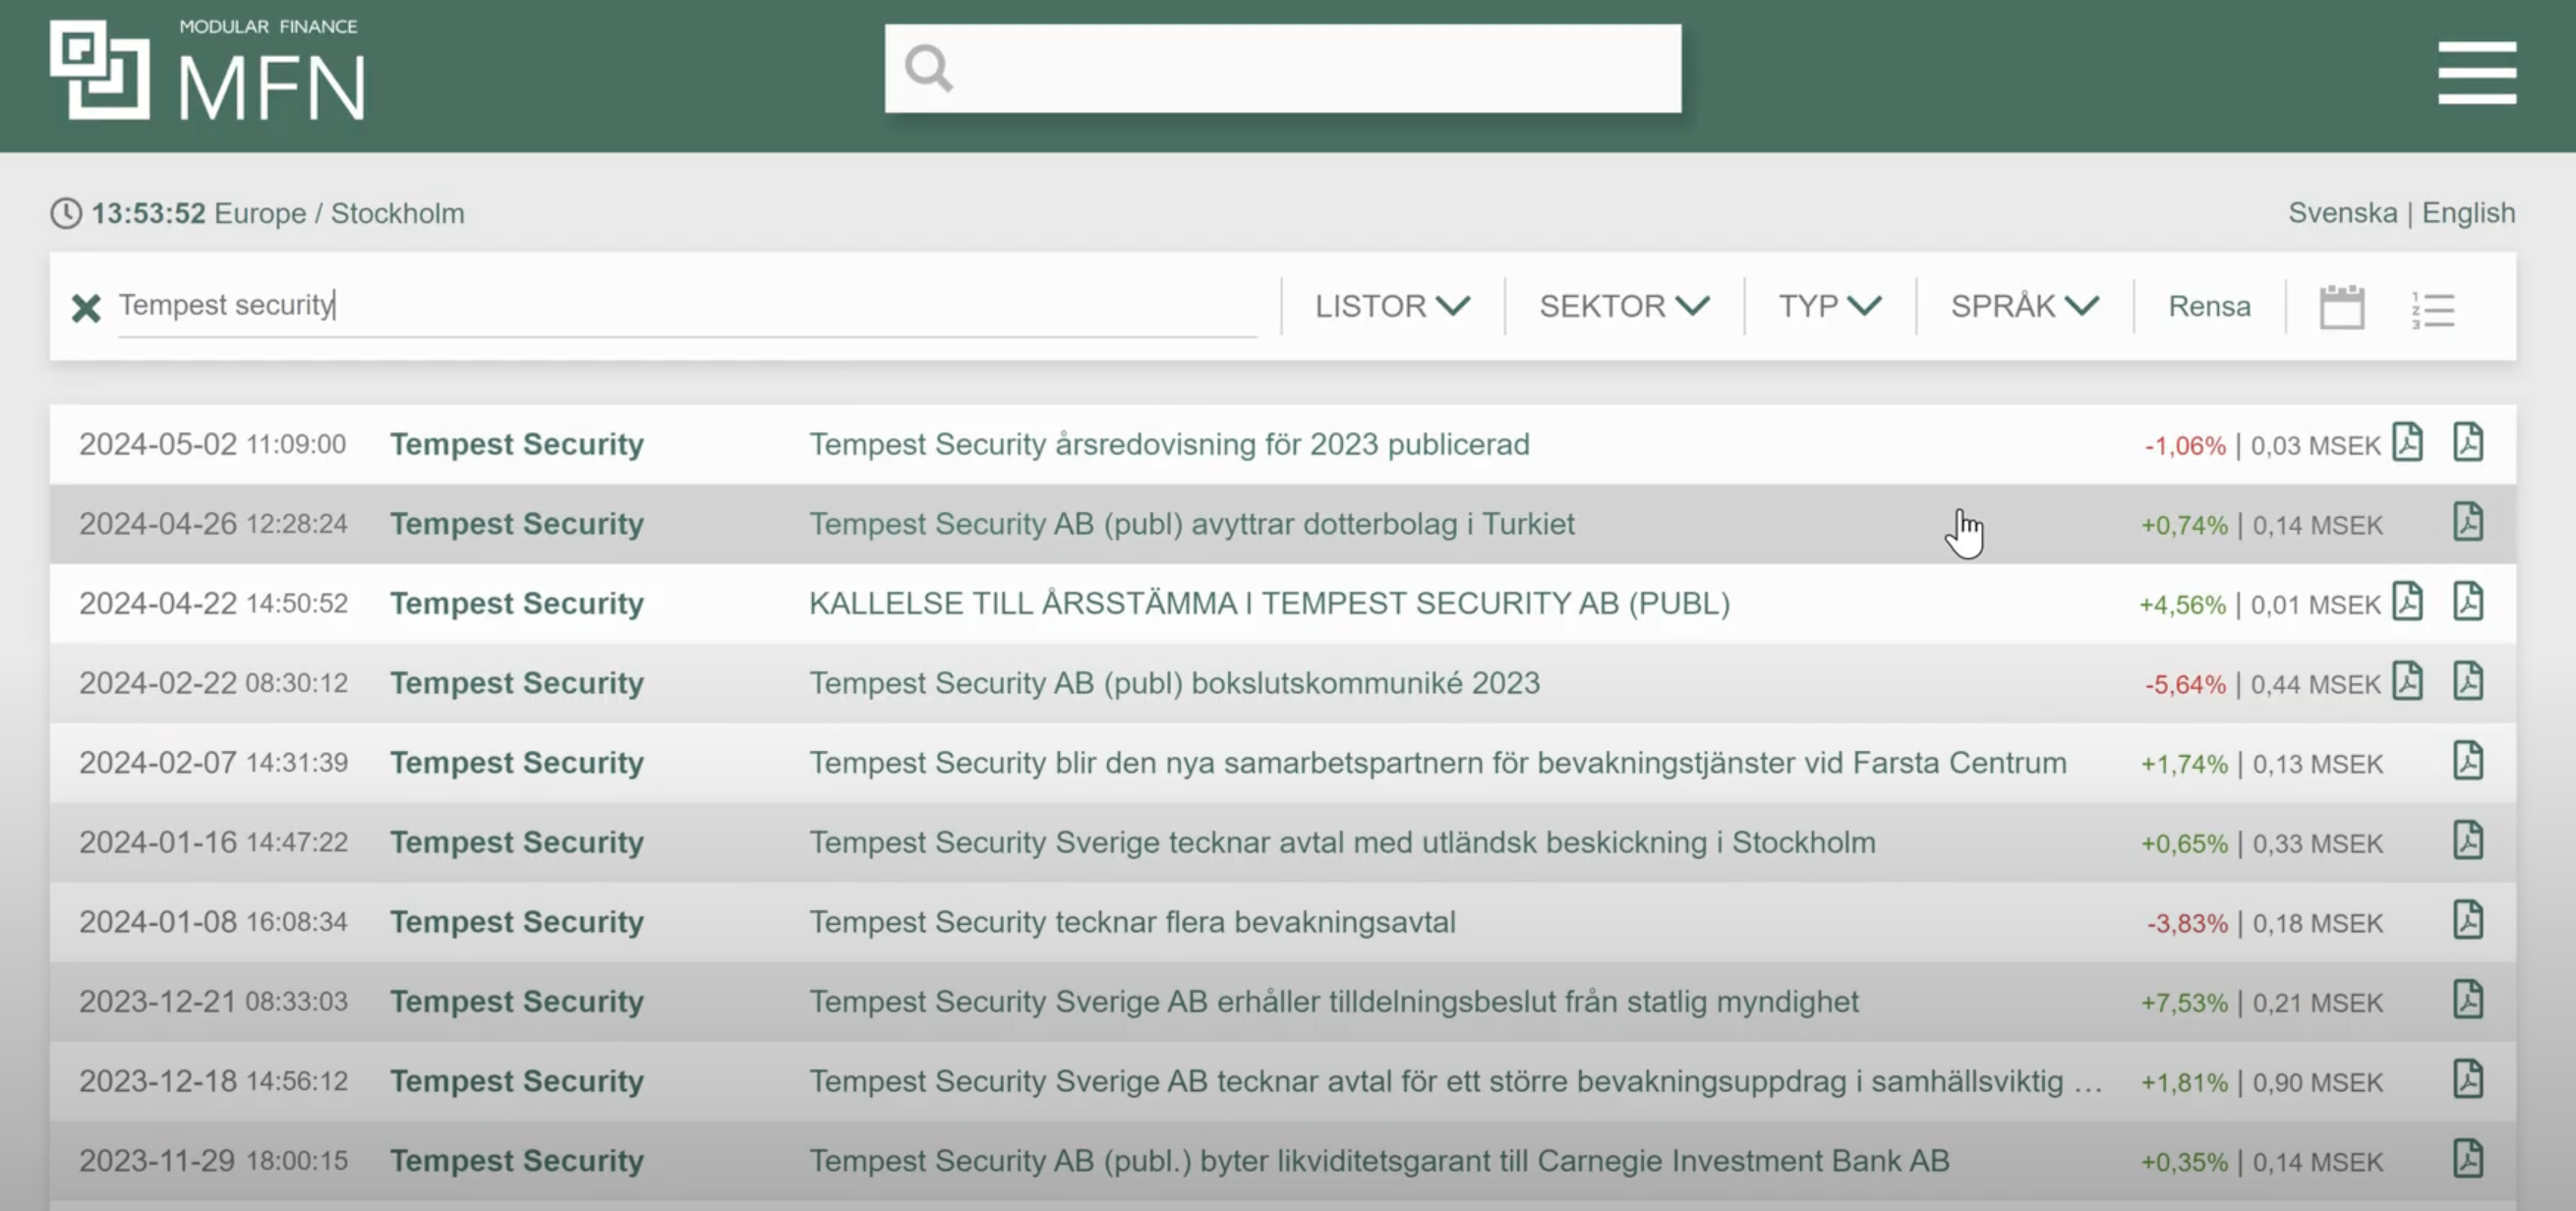 MODULAR FINANCE
MFN
13:53:52 Europe / Stockholm
Svenska | English
Tempest security
LISTOR SEKTOR TYP SPRÅK Rensa
2024-05-02 11:09:00 Tempest Security Tempest Security årsredovisning för 2023 publicerad -1,06% | 0,03 MSEK
2024-04-26 12:28:24 Tempest Security Tempest Security AB (publ) avyttrar dotterbolag i Turkiet +0,74% | 0,14 MSEK
2024-04-22 14:50:52 Tempest Security KALLELSE TILL ÅRSSTÄMMA I TEMPEST SECURITY AB (PUBL) +4,56% | 0,01 MSEK
2024-02-22 08:30:12 Tempest Security Tempest Security AB (publ) bokslutskommuniké 2023 -5,64% | 0,44 MSEK
2024-02-07 14:31:39 Tempest Security Tempest Security blir den nya samarbetspartnern för bevakningstjänster vid Farsta Centrum +1,74% | 0,13 MSEK
2024-01-16 14:47:22 Tempest Security Tempest Security Sverige tecknar avtal med utländsk beskickning i Stockholm +0,65% | 0,33 MSEK
2024-01-08 16:08:34 Tempest Security Tempest Security tecknar flera bevakningsavtal -3,83% | 0,18 MSEK
2023-12-21 08:33:03 Tempest Security Tempest Security Sverige AB erhåller tilldelningsbeslut från statlig myndighet +7,53% | 0,21 MSEK
2023-12-18 14:56:12 Tempest Security Tempest Security Sverige AB tecknar avtal för ett större bevakningsuppdrag i samhällsviktig ... +1,81% | 0,90 MSEK
2023-11-29 18:00:15 Tempest Security Tempest Security AB (publ.) byter likviditetsgarant till Carnegie Investment Bank AB +0,35% | 0,14 MSEK